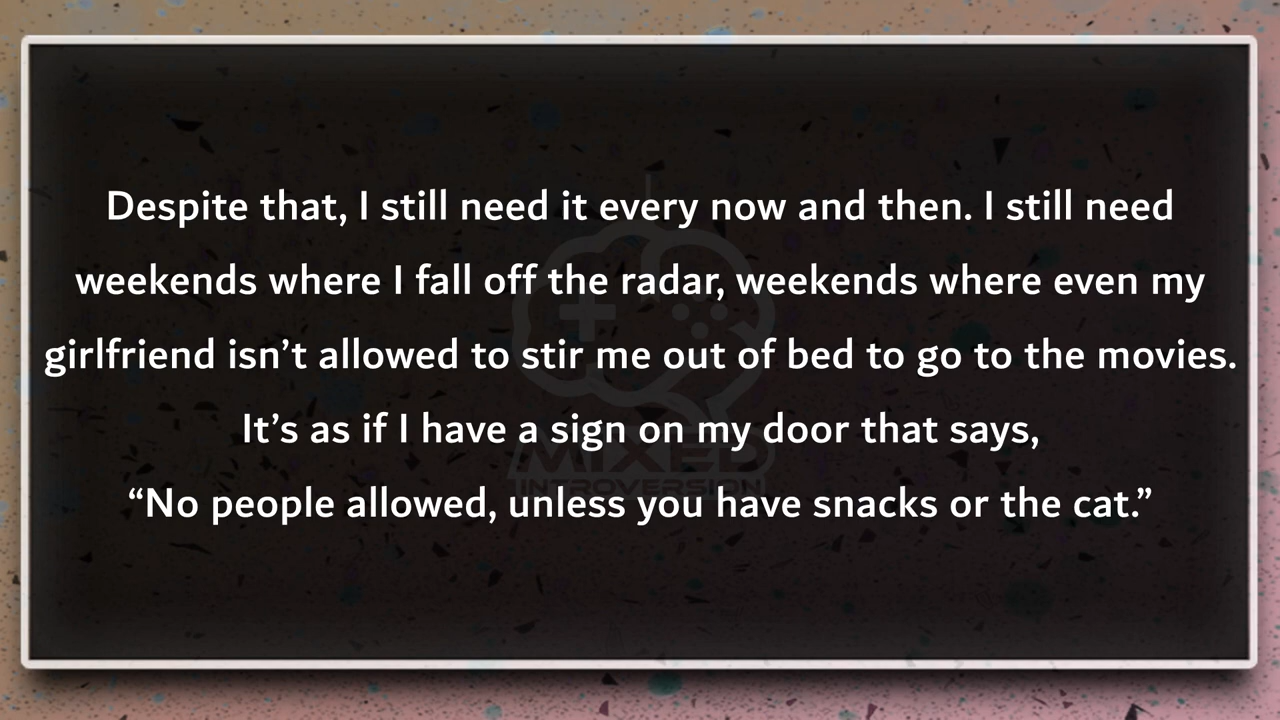 Despite that, I still need it every now and then. I still need
weekends where I fall off the radar, weekends where even my
girlfriend isn’t allowed to stir me out of bed to go to the movies.
It’s as if I have a sign on my door that says,
“No people allowed, unless you have snacks or the cat.”
MIXED
INTROVERSION